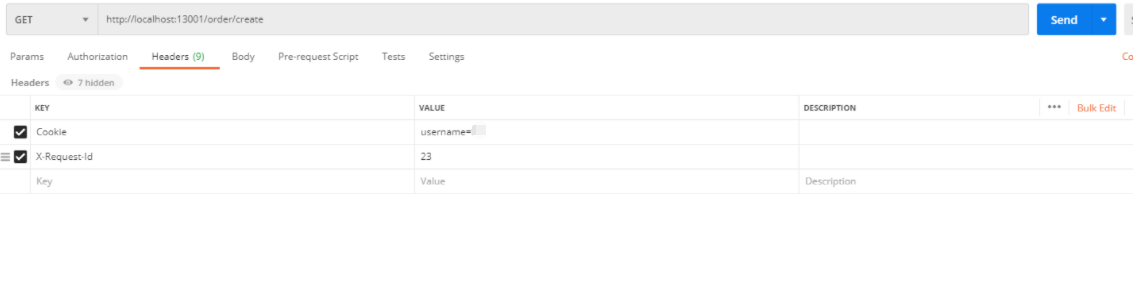 GET http://localhost:13001/order/create Send
Params Authorization Headers (9) Body Pre-request Script Tests Settings
Headers 7 hidden
KEY VALUE DESCRIPTION ••• Bulk Edit
Cookie username=
X-Request-Id 23
Key Value Description